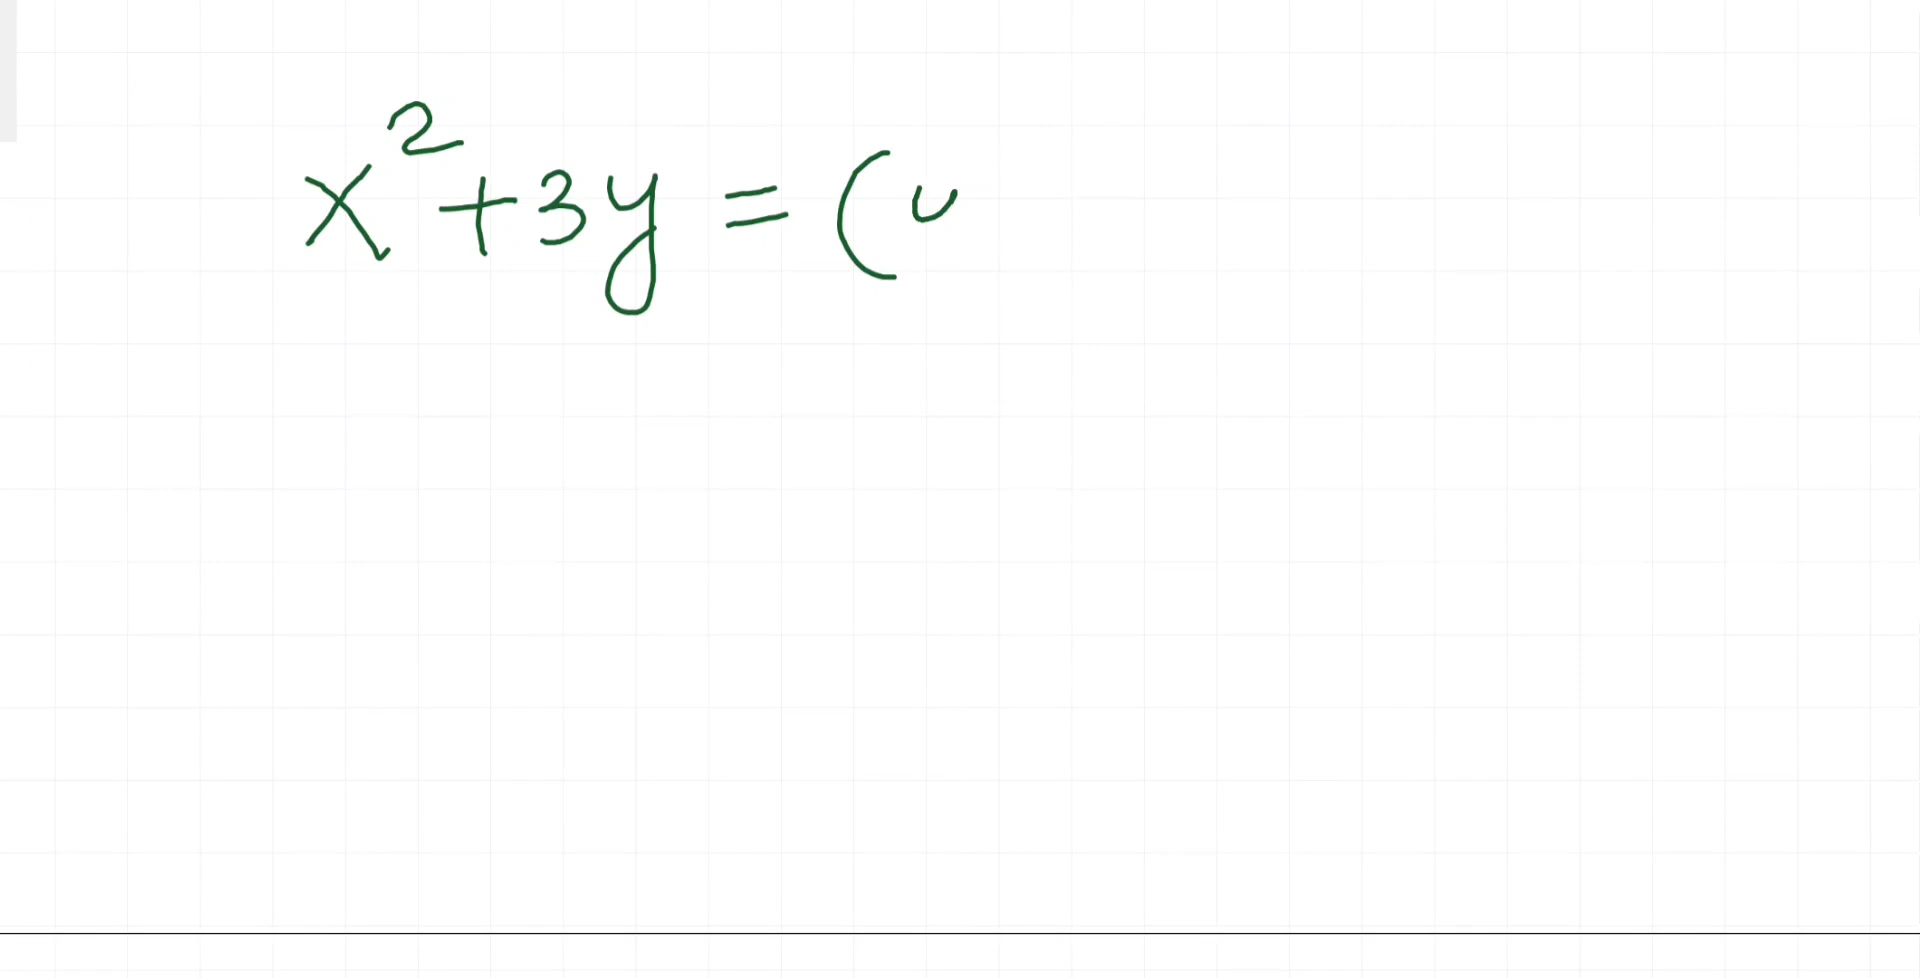 x² + 3y = (